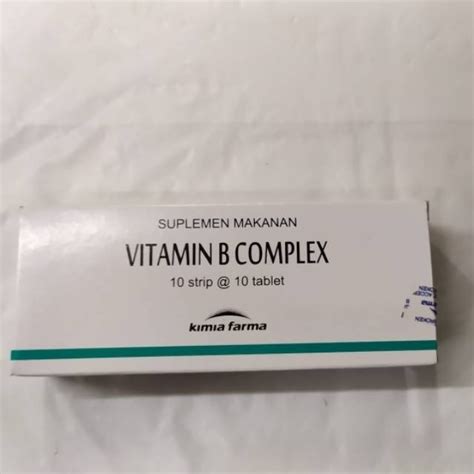 SUPLEMEN MAKANAN
VITAMIN B COMPLEX
10 strip @ 10 tablet
kimia farma